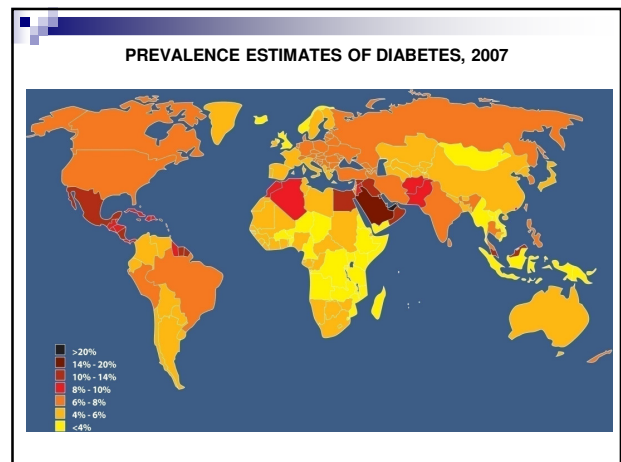 PREVALENCE ESTIMATES OF DIABETES, 2007
>20%
14% - 20%
10% - 14%
8% - 10%
6% - 8%
4% - 6%
<4%